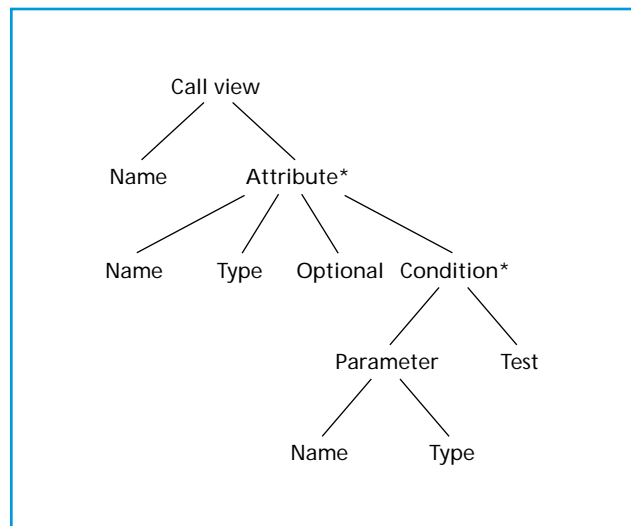 Call view
Name Attribute*
Name Type Optional Condition*
Parameter Test
Name Type